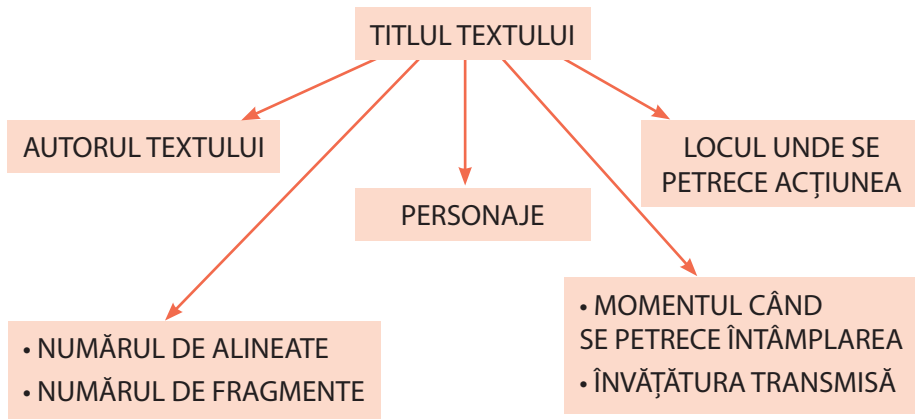 TITLUL TEXTULUI
AUTORUL TEXTULUI
LOCUL UNDE SE
PETRECE ACȚIUNEA
PERSONAJE
• NUMĂRUL DE ALINEATE
• NUMĂRUL DE FRAGMENTE
• MOMENTUL CÂND
SE PETRECE ÎNTÂMPLAREA
• ÎNVĂȚĂTURA TRANSMISĂ